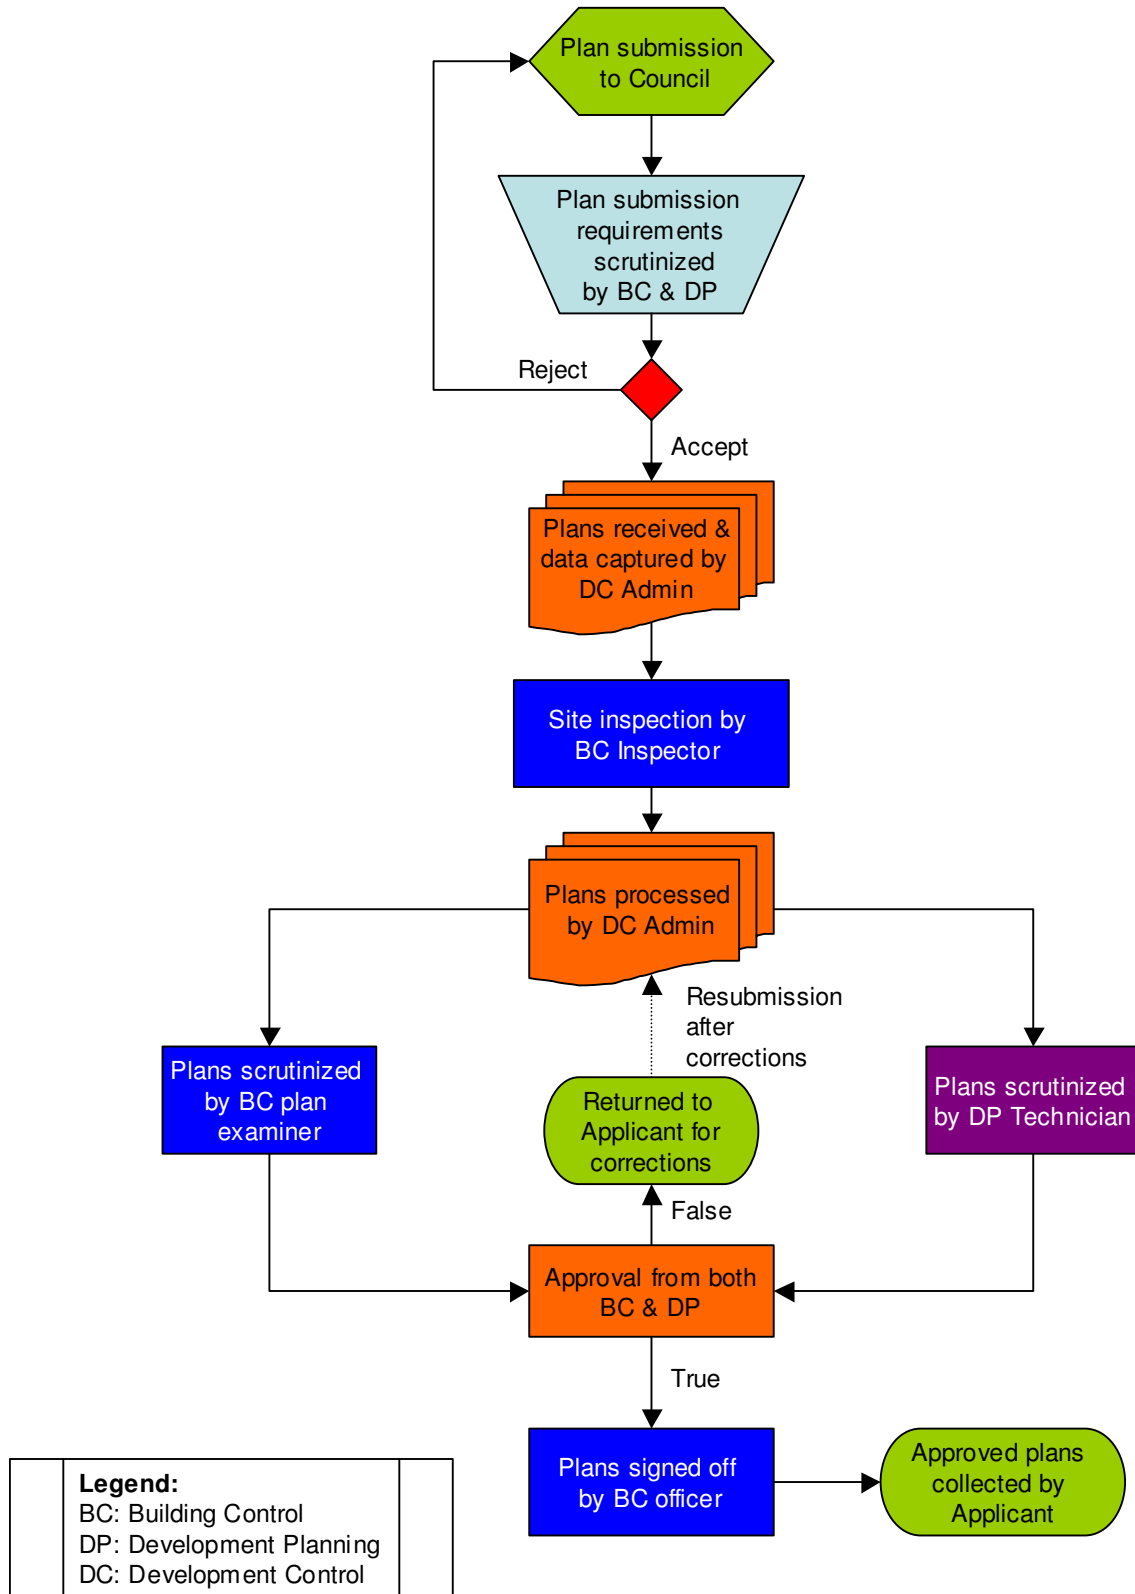 Plan submission
to Council
Plan submission
requirements
scrutinized
by BC & DP
Reject
Accept
Plans received &
data captured by
DC Admin
Site inspection by
BC Inspector
Plans processed
by DC Admin
Resubmission
after
corrections
Plans scrutinized
by BC plan
examiner
Returned to
Applicant for
corrections
Plans scrutinized
by DP Technician
False
Approval from both
BC & DP
True
Plans signed off
by BC officer
Approved plans
collected by
Applicant
Legend:
BC: Building Control
DP: Development Planning
DC: Development Control